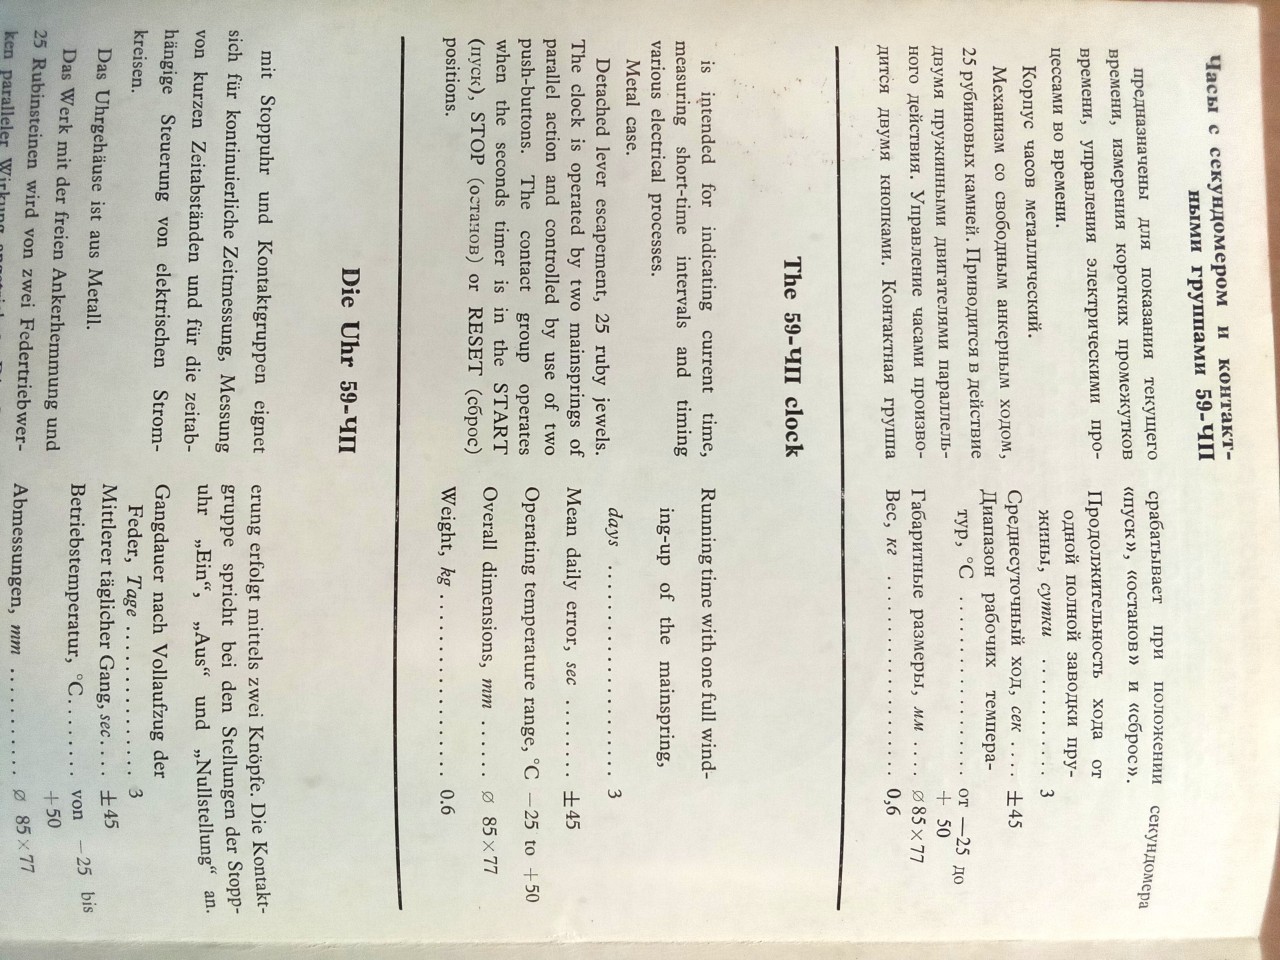 Часы с секундомером и контакт-
ными группами 59-ЧП
предназначены для показания текущего
времени, измерения коротких промежутков
времени, управления электрическими про-
цессами во времени.
Корпус часов металлический.
Механизм со свободным анкерным ходом,
25 рубиновых камней. Приводится в действие
двумя пружинными двигателями параллель-
ного действия. Управление часами произво-
дится двумя кнопками. Контактная группа
срабатывает при положении секундомера
«пуск», «останов» и «сброс».
Продолжительность хода от
одной полной заводки пру-
жины, сутки .......... 3
Среднесуточный ход, сек .... ±45
Диапазон рабочих темпера-
тур, °С .................. от —25 до
+ 50
Габаритные размеры, мм .... ⌀ 85×77
Вес, кг .................... 0,6
The 59-ЧП clock
is intended for indicating current time,
measuring short-time intervals and timing
various electrical processes.
Metal case.
Detached lever escapement, 25 ruby jewels.
The clock is operated by two mainsprings of
parallel action and controlled by use of two
push-buttons. The contact group operates
when the seconds timer is in the START
(пуск), STOP (останов) or RESET (сброс)
positions.
Running time with one full wind-
ing-up of the mainspring,
days ...................... 3
Mean daily error, sec ........ ±45
Operating temperature range, °C —25 to +50
Overall dimensions, mm ...... ⌀ 85×77
Weight, kg .................. 0.6
Die Uhr 59-ЧП
mit Stoppuhr und Kontaktgruppen eignet
sich für kontinuierliche Zeitmessung, Messung
von kurzen Zeitabständen und für die zeitab-
hängige Steuerung von elektrischen Strom-
kreisen.
Das Uhrgehäuse ist aus Metall.
Das Werk mit der freien Ankerhemmung und
25 Rubinsteinen wird von zwei Federtriebwer-
ken paralleler Wirkung
erung erfolgt mittels zwei Knöpfe. Die Kontakt-
gruppe spricht bei den Stellungen der Stopp-
uhr „Ein“, „Aus“ und „Nullstellung“ an.
Gangdauer nach Vollaufzug der
Feder, Tage ................ 3
Mittlerer täglicher Gang, sec.... ±45
Betriebstemperatur, °C........ von —25 bis
+50
Abmessungen, mm .......... ⌀ 85×77